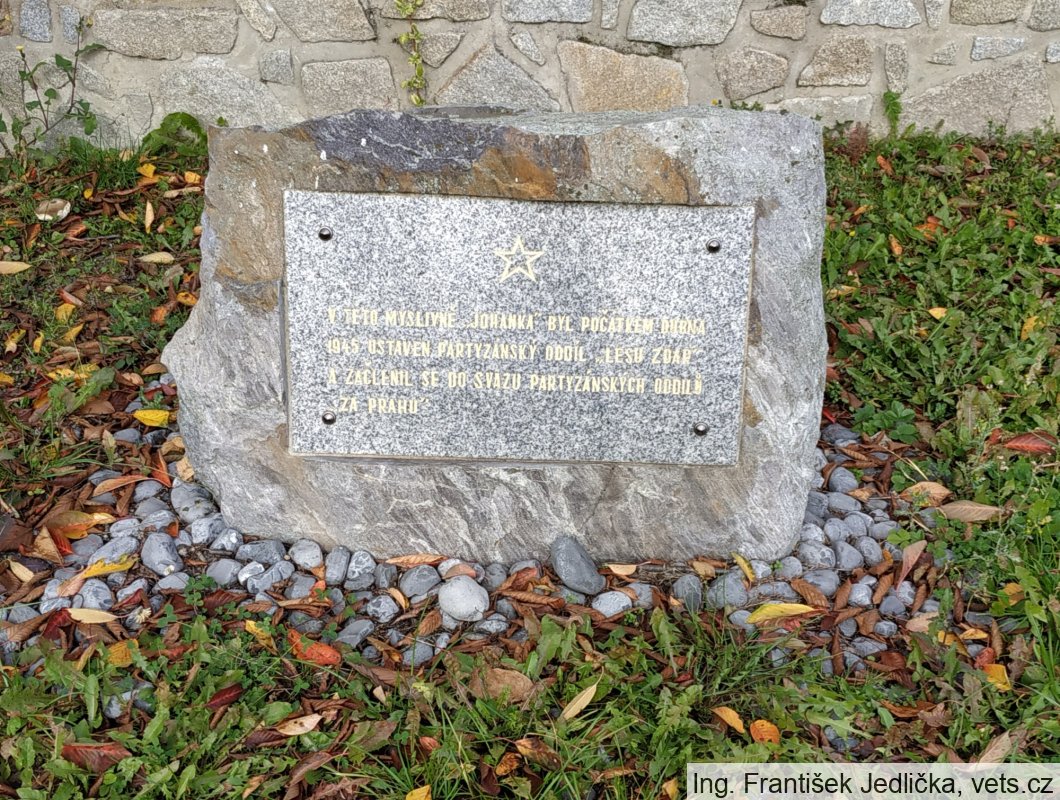 V TÉTO MYSLIVNĚ „JOHANKA" BYL POČÁTKEM DUBNA
1945 USTAVEN PARTYZÁNSKÝ ODDÍL „LESU ZDAR"
A ZAČLENIL SE DO SVAZU PARTYZÁNSKÝCH ODDÍLŮ
„ZA PRAHU"
Ing. František Jedlička, vets.cz